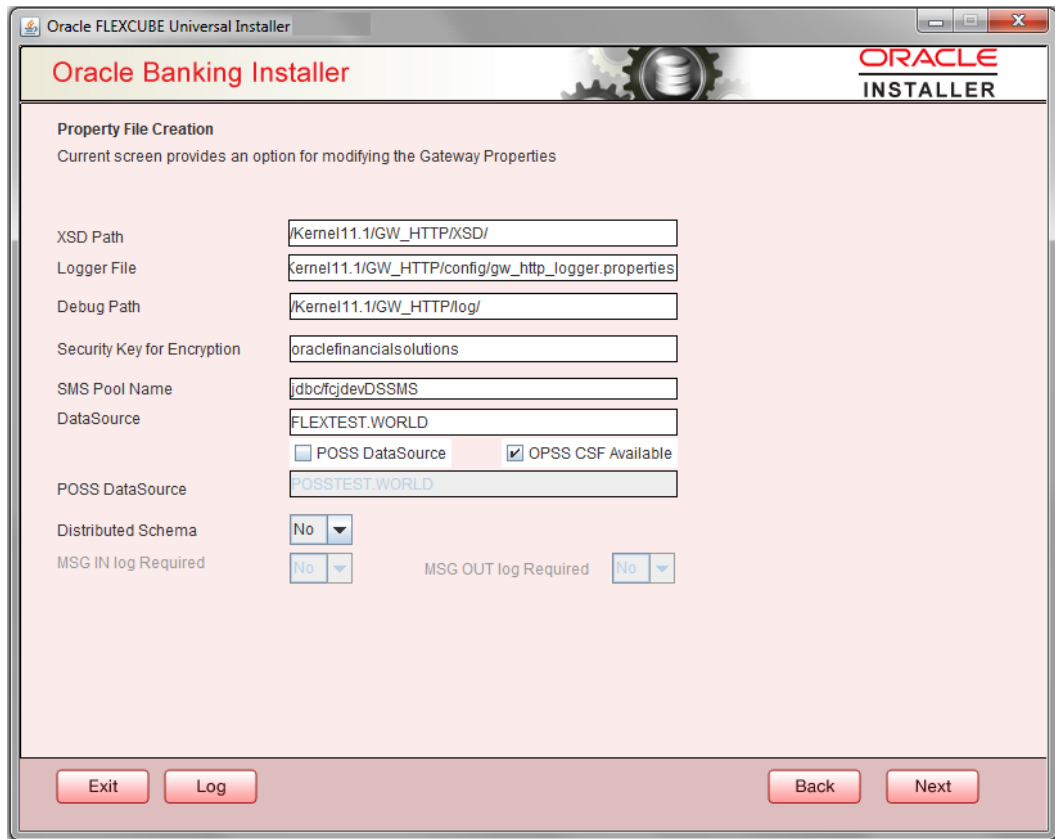 Oracle FLEXCUBE Universal Installer
Oracle Banking Installer
ORACLE
INSTALLER
Property File Creation
Current screen provides an option for modifying the Gateway Properties
XSD Path /Kernel11.1/GW_HTTP/XSD/
Logger File Kernel11.1/GW_HTTP/config/gw_http_logger.properties
Debug Path /Kernel11.1/GW_HTTP/log/
Security Key for Encryption oraclefinancialsolutions
SMS Pool Name jdbc/fcjdevDSSMS
DataSource FLEXTEST.WORLD
POSS DataSource OPSS CSF Available
POSS DataSource POSSTEST.WORLD
Distributed Schema No
MSG IN log Required No MSG OUT log Required No
Exit Log Back Next